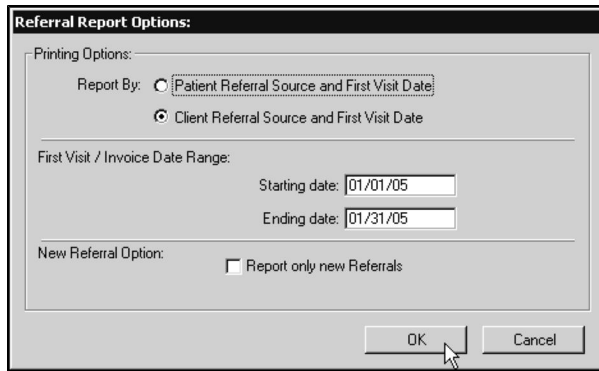 Referral Report Options:
Printing Options:
Report By: Patient Referral Source and First Visit Date
Client Referral Source and First Visit Date
First Visit / Invoice Date Range:
Starting date: 01/01/05
Ending date: 01/31/05
New Referral Option: Report only new Referrals
OK Cancel